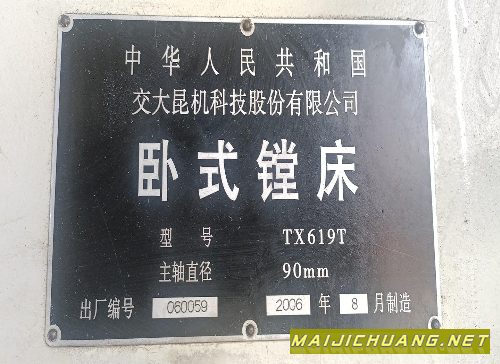 中华人民共和国
交大昆机科技股份有限公司
卧式镗床
型号 TX619T
主轴直径 90mm
出厂编号 060059 2006 年 8 月制造
MAIJICHUANG.NET